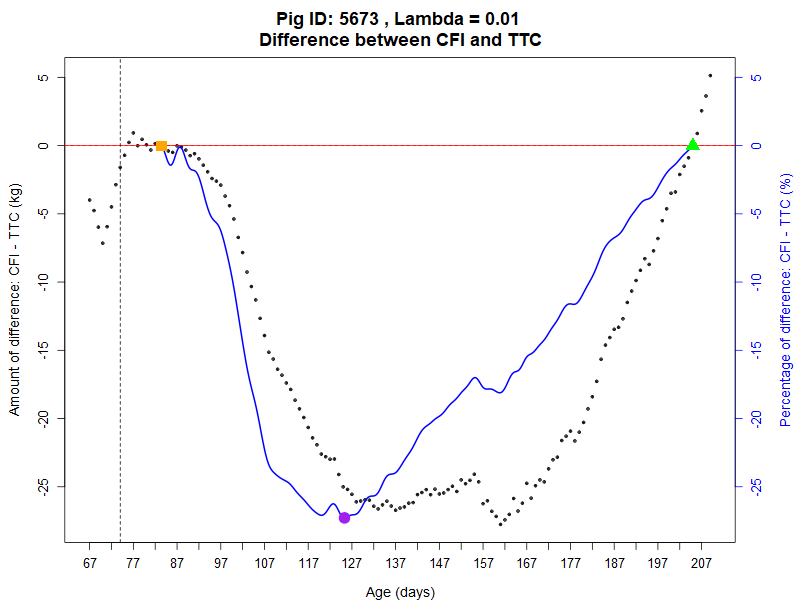 Pig ID: 5673 , Lambda = 0.01
Difference between CFI and TTC
5
0
-5
-10
-15
-20
-25
Amount of difference: CFI - TTC (kg)
5
0
-5
-10
-15
-20
-25
Percentage of difference: CFI - TTC (%)
67 77 87 97 107 117 127 137 147 157 167 177 187 197 207
Age (days)